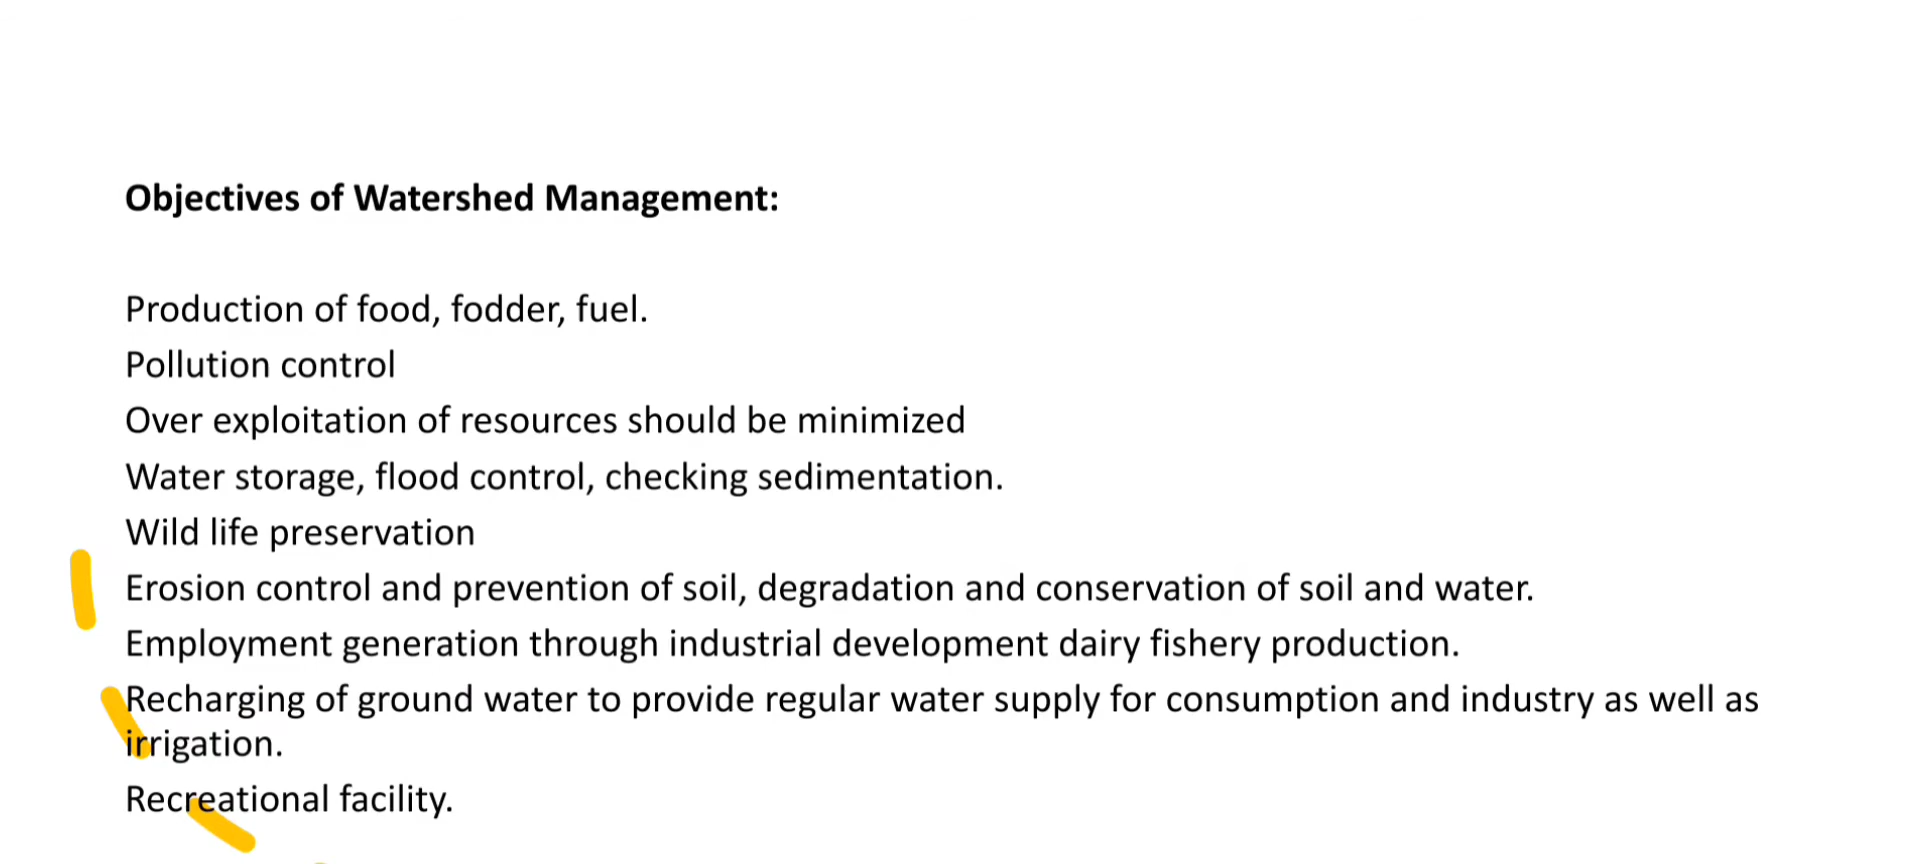 Objectives of Watershed Management:
Production of food, fodder, fuel.
Pollution control
Over exploitation of resources should be minimized
Water storage, flood control, checking sedimentation.
Wild life preservation
Erosion control and prevention of soil, degradation and conservation of soil and water.
Employment generation through industrial development dairy fishery production.
Recharging of ground water to provide regular water supply for consumption and industry as well as
irrigation.
Recreational facility.